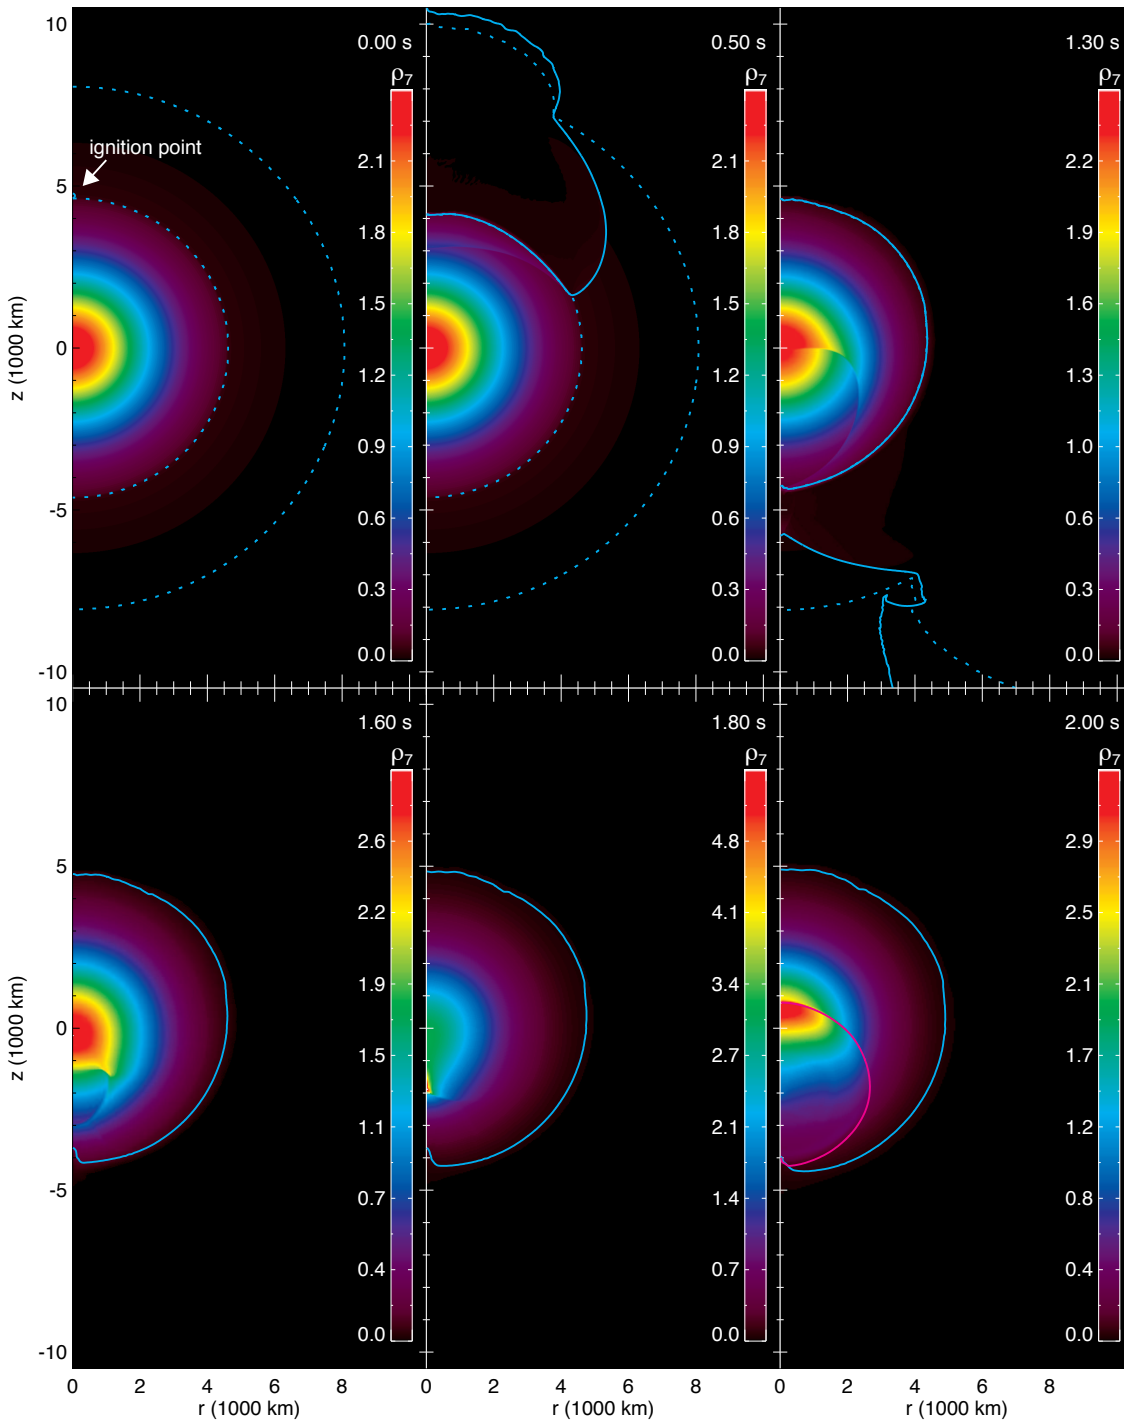 10
5
0
-5
-10
z (1000 km)
ignition point
0.00 s
ρ7
2.1
1.8
1.5
1.2
0.9
0.6
0.3
0.0
0.50 s
ρ7
2.1
1.8
1.5
1.2
0.9
0.6
0.3
0.0
1.30 s
ρ7
2.2
1.9
1.6
1.3
1.0
0.6
0.3
0.0
10
5
0
-5
-10
z (1000 km)
1.60 s
ρ7
2.6
2.2
1.9
1.5
1.1
0.7
0.4
0.0
1.80 s
ρ7
4.8
4.1
3.4
2.7
2.1
1.4
0.7
0.0
2.00 s
ρ7
2.9
2.5
2.1
1.7
1.2
0.8
0.4
0.0
0 2 4 6 8
0 2 4 6 8
0 2 4 6 8
r (1000 km)
r (1000 km)
r (1000 km)